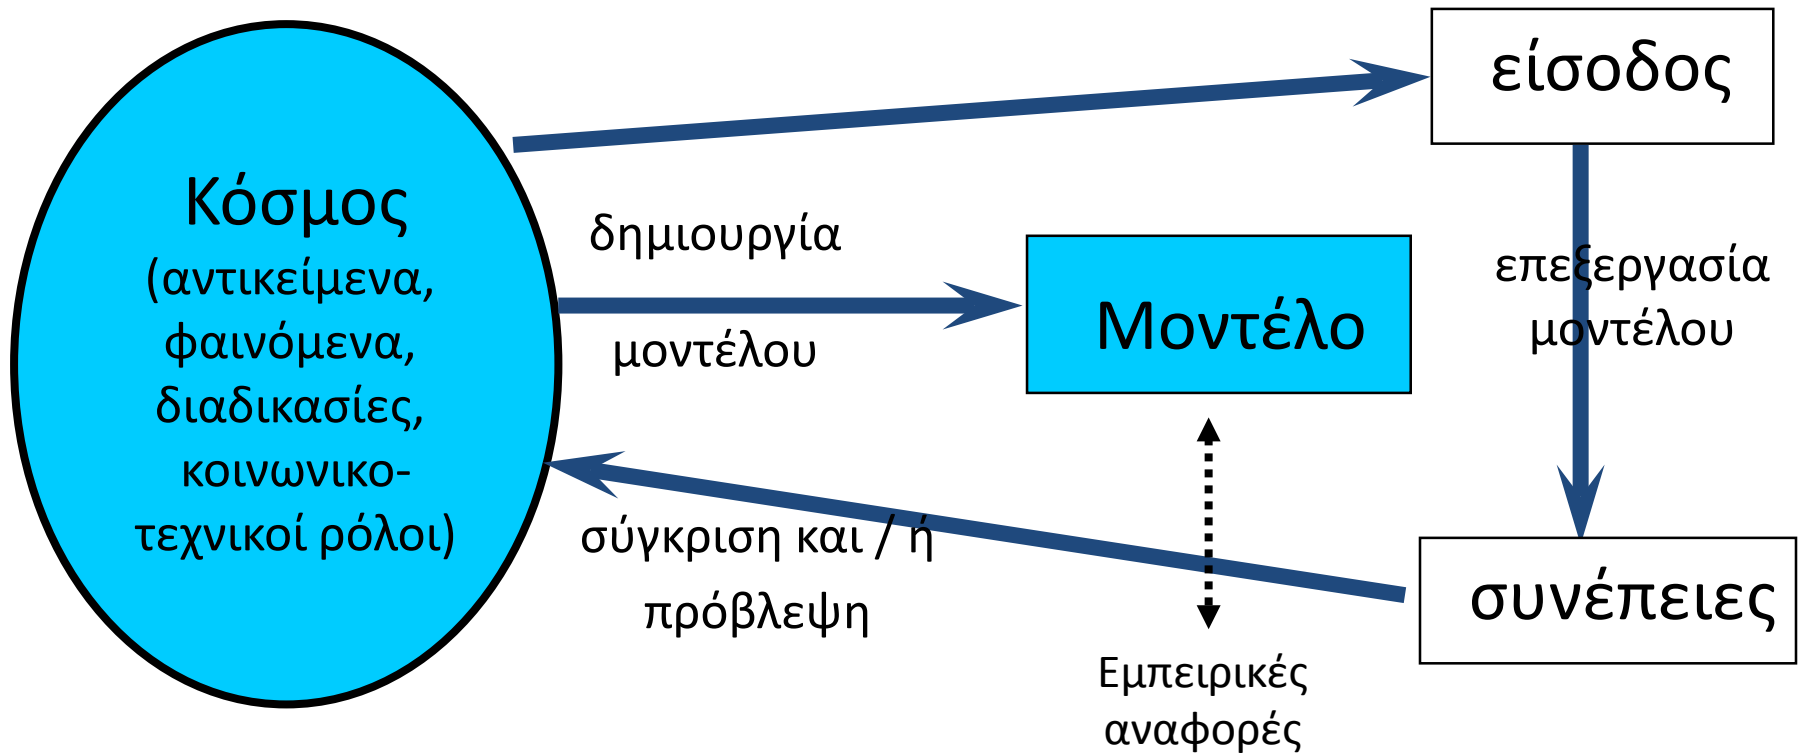 Κόσμος
(αντικείμενα,
φαινόμενα,
διαδικασίες,
κοινωνικο-
τεχνικοί ρόλοι)
δημιουργία
μοντέλου
Μοντέλο
είσοδος
επεξεργασία
μοντέλου
συνέπειες
σύγκριση και / ή
πρόβλεψη
Εμπειρικές
αναφορές